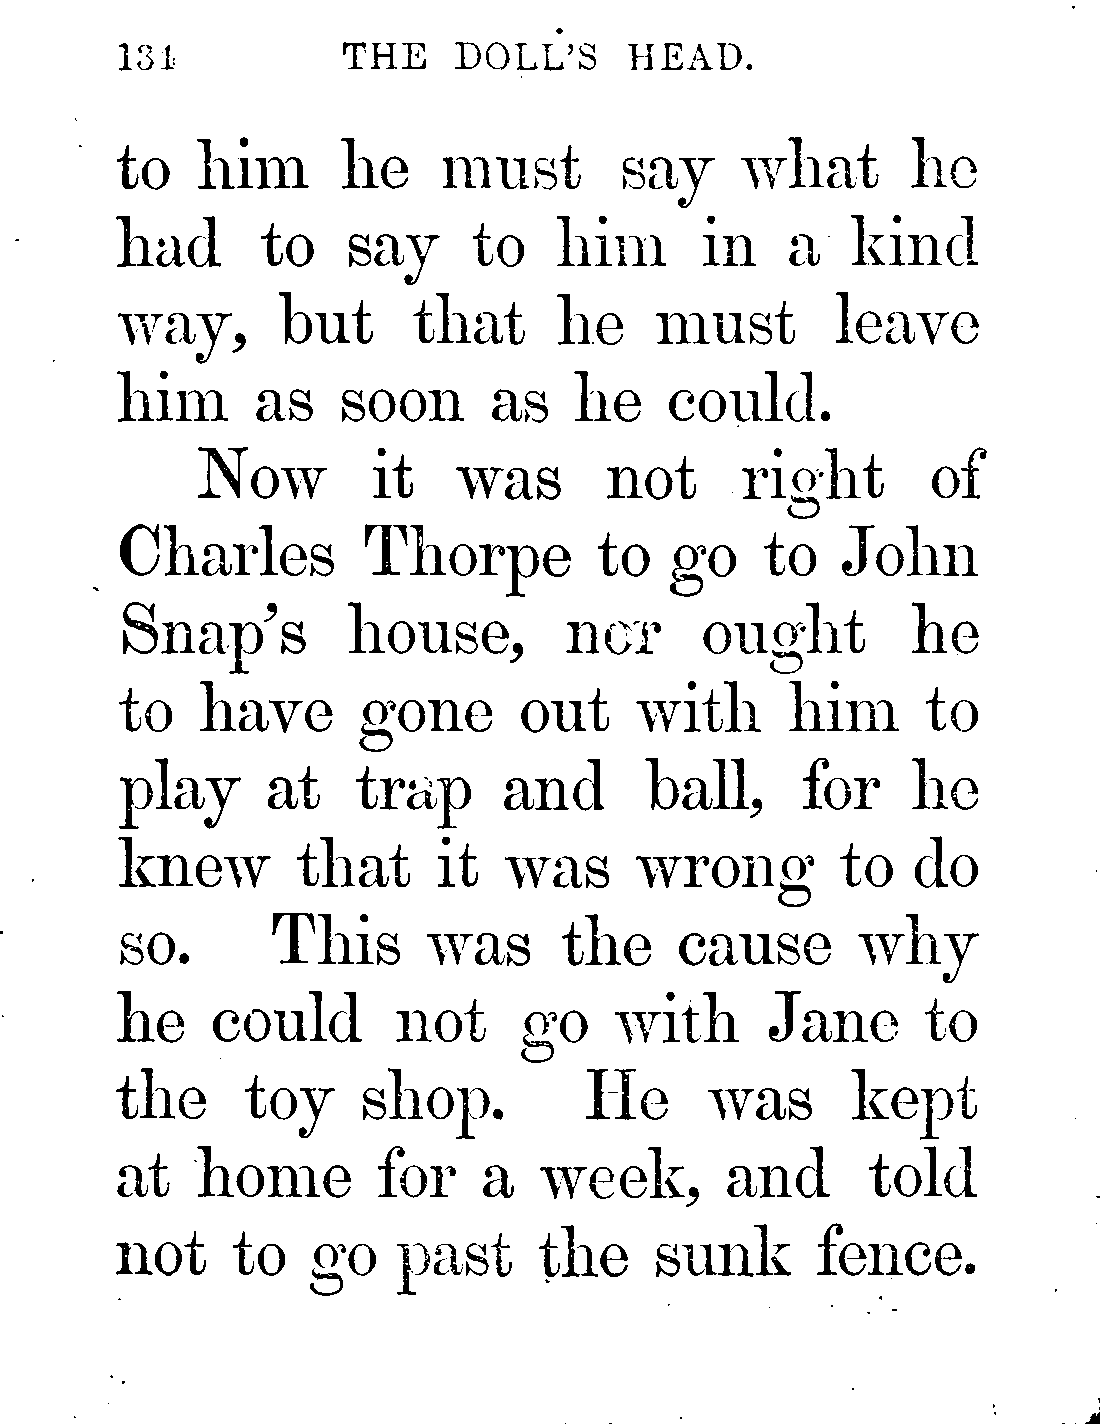 134 THE DOLL'S HEAD.
to him he must say what he
had to say to him in a kind
way, but that he must leave
him as soon as he could.
Now it was not right of
Charles Thorpe to go to John
Snap's house, nor ought he
to have gone out with him to
play at trap and ball, for he
knew that it was wrong to do
so. This was the cause why
he could not go with Jane to
the toy shop. He was kept
at home for a week, and told
not to go past the sunk fence.